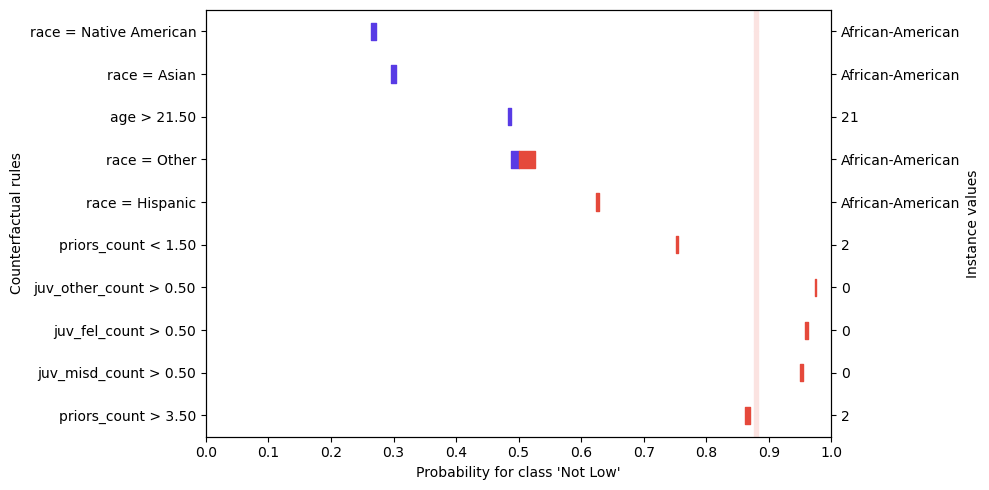 race = Native American African-American
race = Asian African-American
age > 21.50 21
race = Other African-American
race = Hispanic African-American
priors_count < 1.50 2
juv_other_count > 0.50 0
juv_fel_count > 0.50 0
juv_misd_count > 0.50 0
priors_count > 3.50 2
Counterfactual rules
Instance values
0.0 0.1 0.2 0.3 0.4 0.5 0.6 0.7 0.8 0.9 1.0
Probability for class 'Not Low'